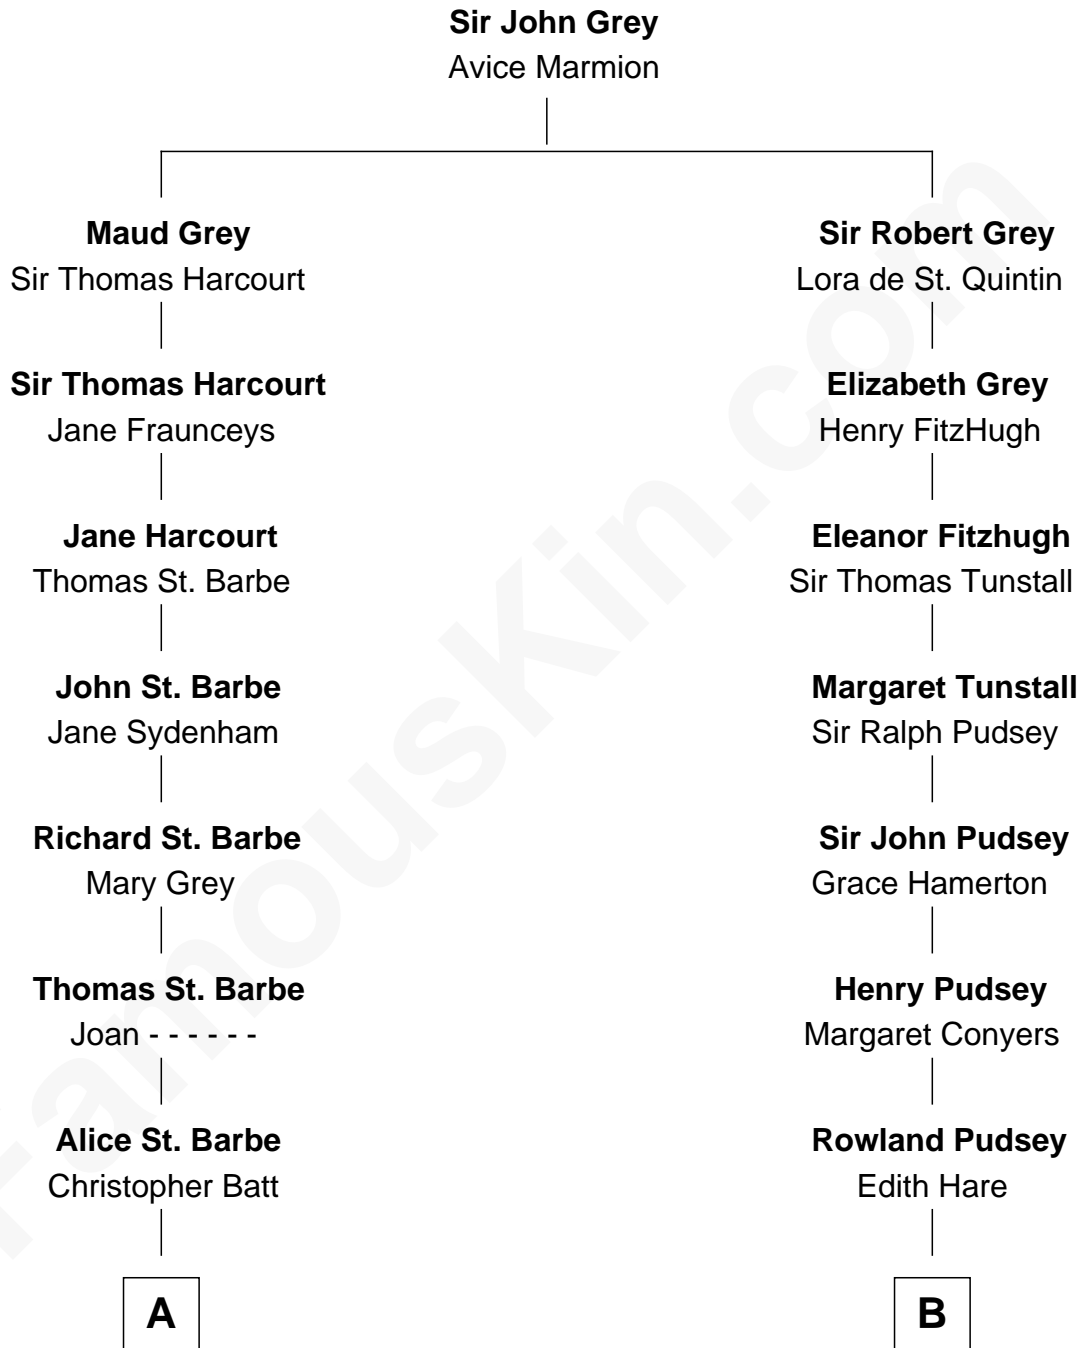 Sir John Grey
Avice Marmion
Maud Grey
Sir Thomas Harcourt
Sir Robert Grey
Lora de St. Quintin
Sir Thomas Harcourt
Jane Fraunceys
Elizabeth Grey
Henry FitzHugh
Jane Harcourt
Thomas St. Barbe
Eleanor Fitzhugh
Sir Thomas Tunstall
John St. Barbe
Jane Sydenham
Margaret Tunstall
Sir Ralph Pudsey
Richard St. Barbe
Mary Grey
Sir John Pudsey
Grace Hamerton
Thomas St. Barbe
Joan - - - - - -
Henry Pudsey
Margaret Conyers
Alice St. Barbe
Christopher Batt
Rowland Pudsey
Edith Hare
A
B
FamousKin.com